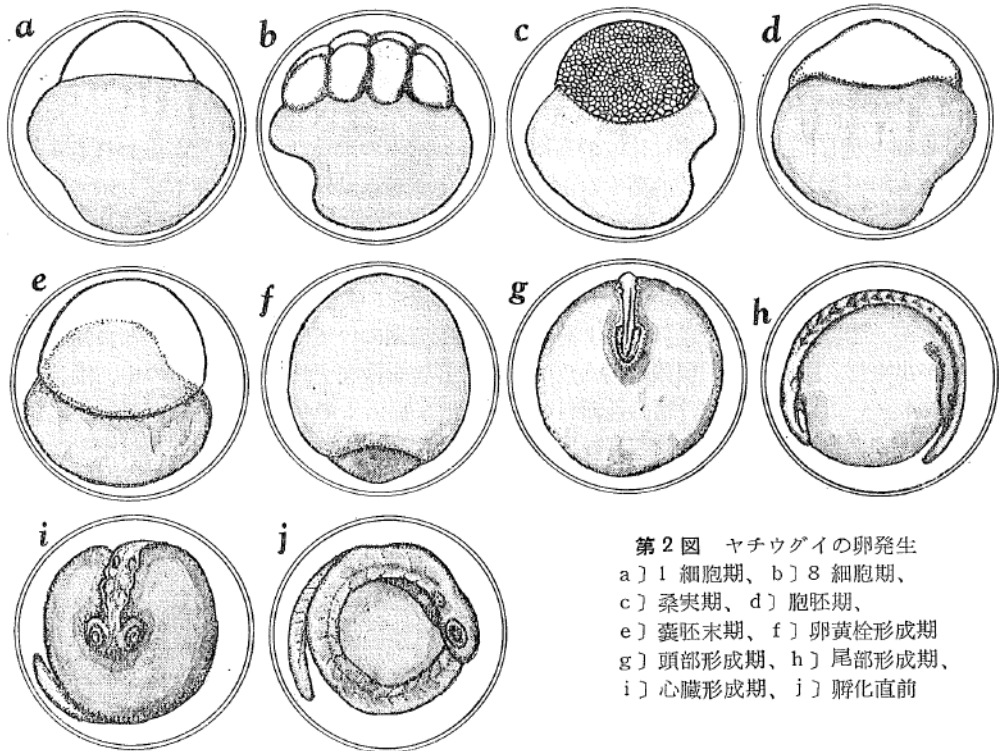 a
b
c
d
e
f
g
h
i
j
第2図 ヤチウグイの卵発生
a〕1 細胞期、b〕8 細胞期、
c〕桑実期、d〕胞胚期、
e〕嚢胚末期、f〕卵黄栓形成期
g〕頭部形成期、h〕尾部形成期、
i〕心臓形成期、j〕孵化直前